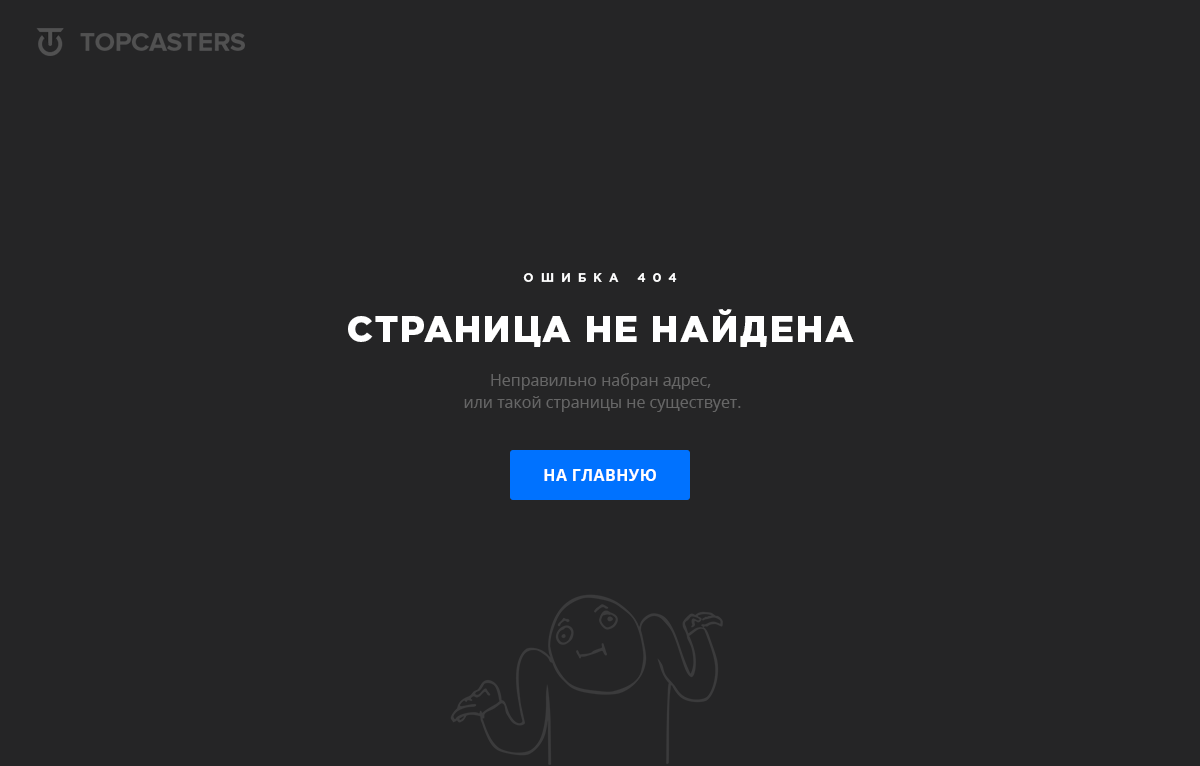 TOPCASTERS
ОШИБКА 404
СТРАНИЦА НЕ НАЙДЕНА
Неправильно набран адрес,
или такой страницы не существует.
НА ГЛАВНУЮ